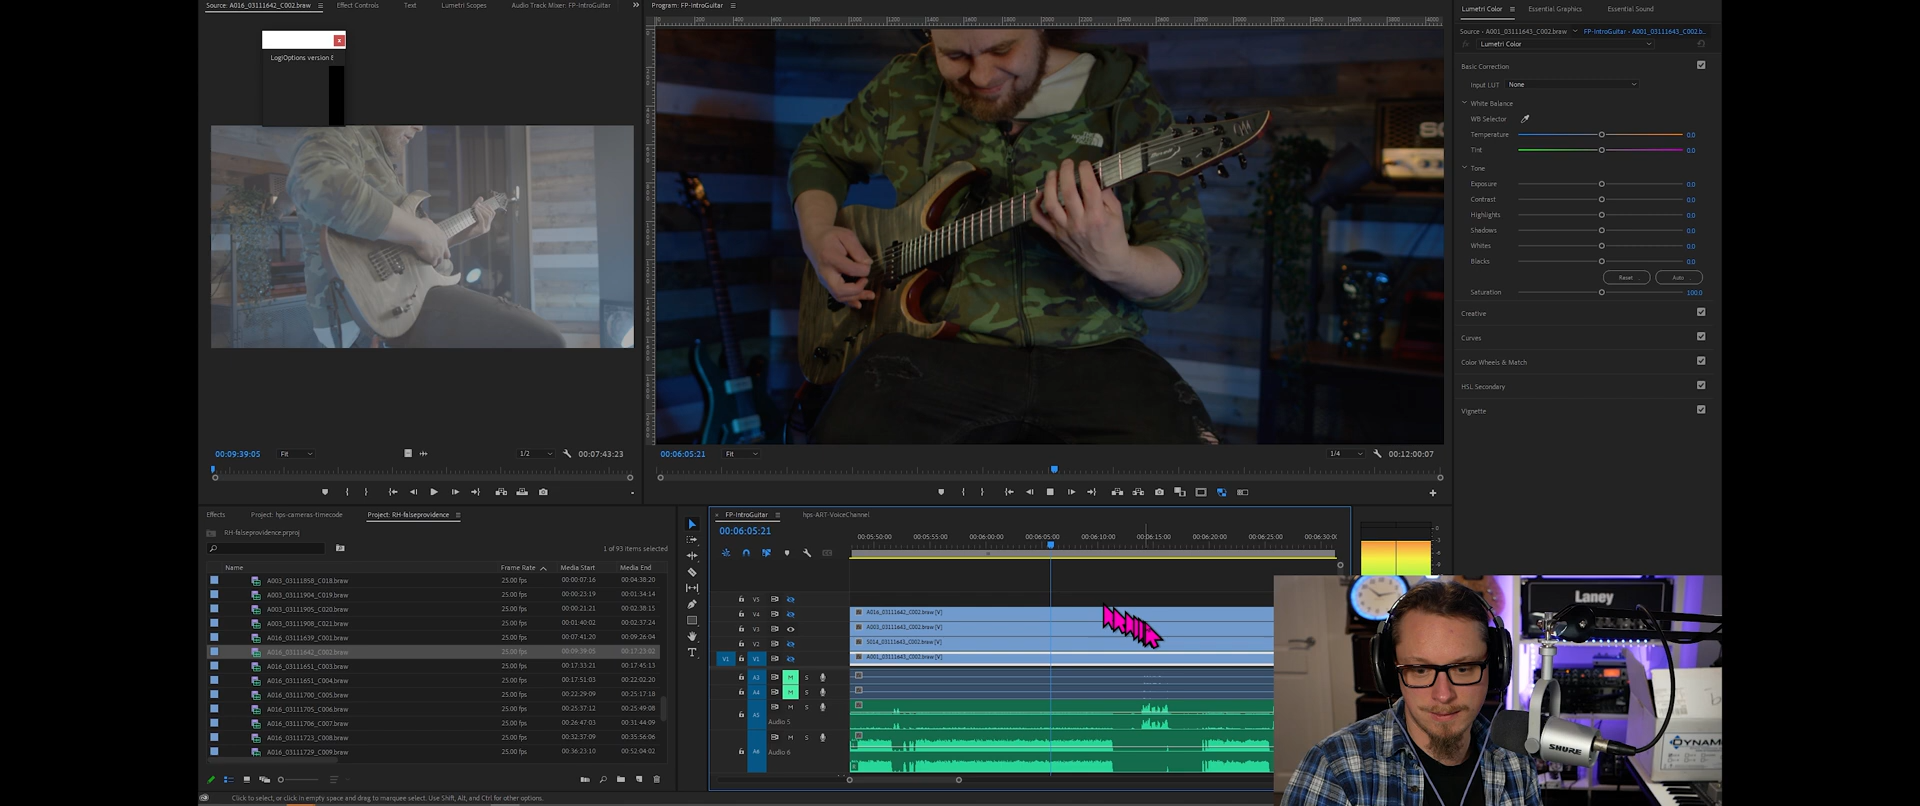 Source: A016_03111642_C002.braw
Effect Controls
Text
Lumetri Scopes
Audio Track Mixer: FP-IntroGuitar
Program: FP-IntroGuitar
Lumetri Color
Essential Graphics
Essential Sound
Source - A001_03111643_C002.braw
FP-IntroGuitar - A001_03111643_C002.b...
Lumetri Color
LogiOptions version 8
Basic Correction
Input LUT
None
White Balance
WB Selector
Temperature
0.0
Tint
0.0
Tone
Exposure
0.0
Contrast
0.0
Highlights
0.0
Shadows
0.0
Whites
0.0
Blacks
0.0
Reset
Auto
Saturation
100.0
Creative
Curves
Color Wheels & Match
HSL Secondary
Vignette
00:09:39:05
Fit
1/2
00:07:43:23
00:06:05:21
Fit
1/4
00:12:00:07
Effects
Project: hps-cameras-timecode
Project: RH-falseprovidence
RH-falseprovidence.prproj
1 of 93 items selected
Name
Frame Rate
Media Start
Media End
A003_03111858_C018.braw 25.00 fps 00:00:07:16 00:04:38:20
A003_03111904_C019.braw 25.00 fps 00:00:23:19 00:01:34:14
A003_03111905_C020.braw 25.00 fps 00:00:21:21 00:02:38:15
A003_03111908_C021.braw 25.00 fps 00:01:40:02 00:02:37:24
A016_03111639_C001.braw 25.00 fps 00:07:41:20 00:09:26:04
A016_03111642_C002.braw 25.00 fps 00:09:39:05 00:17:23:02
A016_03111651_C003.braw 25.00 fps 00:17:33:21 00:17:45:13
A016_03111651_C004.braw 25.00 fps 00:17:51:03 00:22:02:20
A016_03111700_C005.braw 25.00 fps 00:22:29:09 00:25:17:18
A016_03111705_C006.braw 25.00 fps 00:25:37:12 00:25:49:08
A016_03111706_C007.braw 25.00 fps 00:26:47:03 00:31:44:09
A016_03111723_C008.braw 25.00 fps 00:32:37:09 00:35:56:06
A016_03111729_C009.braw 25.00 fps 00:36:23:10 00:52:04:02
FP-IntroGuitar
hps-ART-VoiceChannel
00:06:05:21
00:05:50:00 00:05:55:00 00:06:00:00 00:06:05:00 00:06:10:00 00:06:15:00 00:06:20:00 00:06:25:00 00:06:30:00
V5
V4
A016_03111642_C002.braw [V]
V3
A003_03111643_C002.braw [V]
V2
S014_03111643_C002.braw [V]
V1
V1
A001_03111643_C002.braw [V]
A3
M
S
A4
M
S
A5
M
S
Audio 5
A6
M
S
Audio 6
Click to select, or click in empty space and drag to marquee select. Use Shift, Alt, and Ctrl for other options.
Laney
SHURE
DYNAM